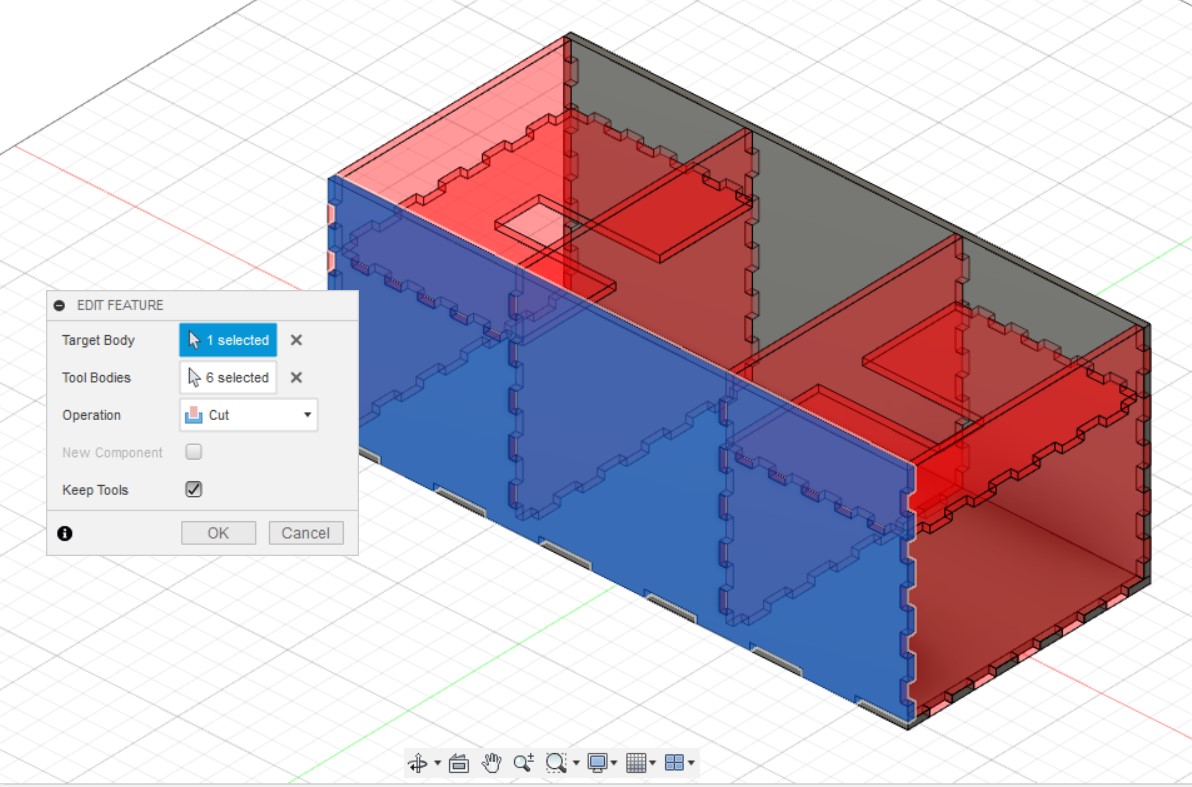 EDIT FEATURE
Target Body 1 selected
Tool Bodies 6 selected
Operation Cut
New Component
Keep Tools
OK Cancel